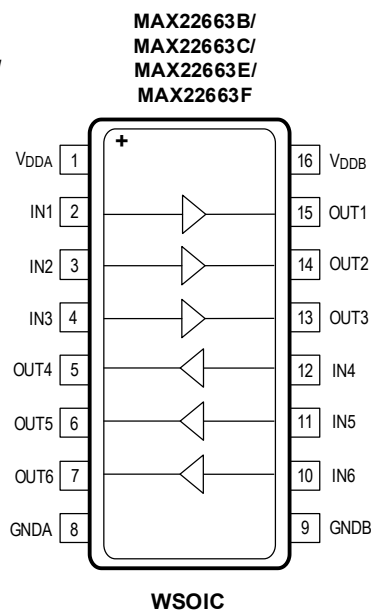 MAX22663B/
MAX22663C/
MAX22663E/
MAX22663F
/
+
VDDA 1 16 VDDB
IN1 2 15 OUT1
IN2 3 14 OUT2
IN3 4 13 OUT3
OUT4 5 12 IN4
OUT5 6 11 IN5
OUT6 7 10 IN6
GNDA 8 9 GNDB
WSOIC